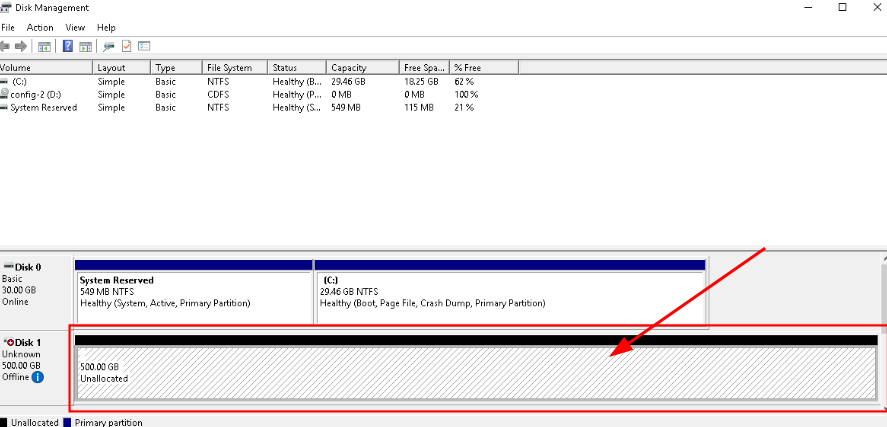 Disk Management
File Action View Help
Volume Layout Type File System Status Capacity Free Spa... % Free
(C:) Simple Basic NTFS Healthy (B... 29.46 GB 18.25 GB 62 %
config-2 (D:) Simple Basic CDFS Healthy (P... 0 MB 0 MB 100 %
System Reserved Simple Basic NTFS Healthy (S... 549 MB 115 MB 21 %
Disk 0
Basic
30.00 GB
Online
System Reserved
549 MB NTFS
Healthy (System, Active, Primary Partition)
(C:)
29.46 GB NTFS
Healthy (Boot, Page File, Crash Dump, Primary Partition)
Disk 1
Unknown
500.00 GB
Offline
500.00 GB
Unallocated
Unallocated Primary partition